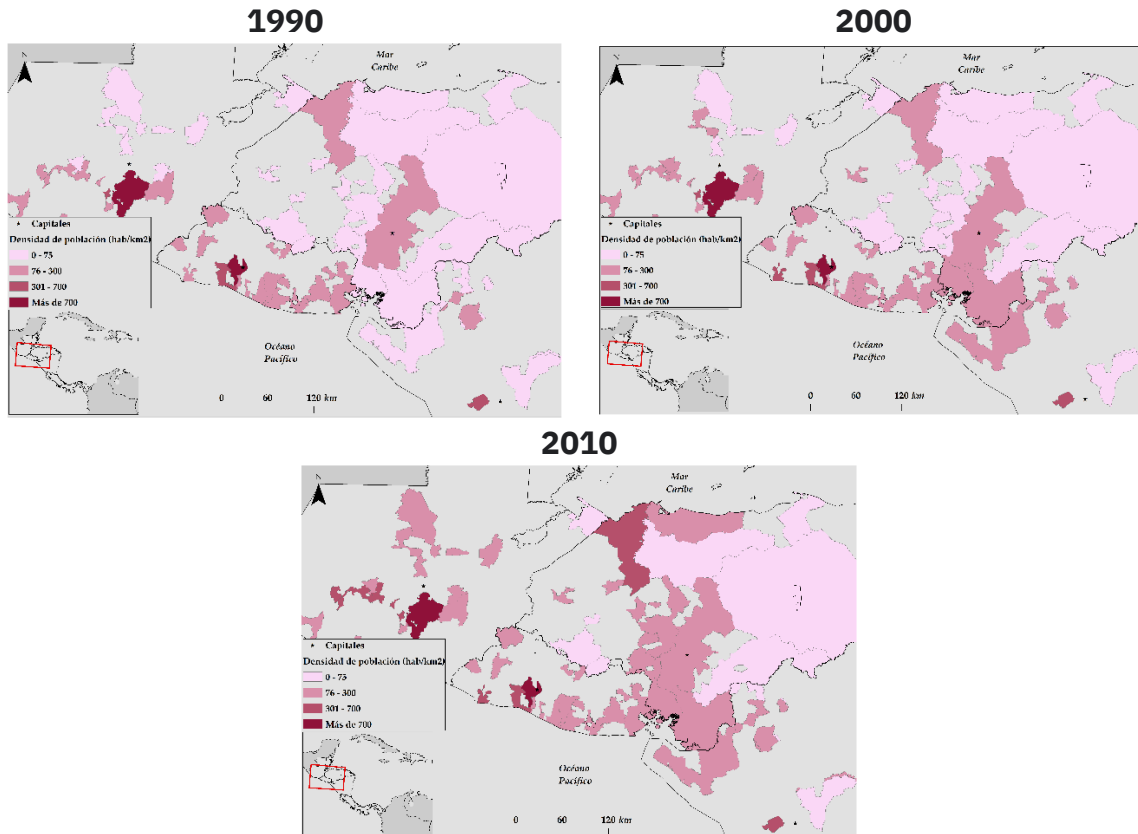 1990
N
Mar
Caribe
Capitales
Densidad de población (hab/km2)
0 - 75
76 - 300
301 - 700
Más de 700
Océano
Pacífico
0 60 120 km
2000
N
Mar
Caribe
Capitales
Densidad de población (hab/km2)
0 - 75
76 - 300
301 - 700
Más de 700
Océano
Pacífico
0 60 120 km
2010
N
Mar
Caribe
Capitales
Densidad de población (hab/km2)
0 - 75
76 - 300
301 - 700
Más de 700
Océano
Pacífico
0 60 120 km